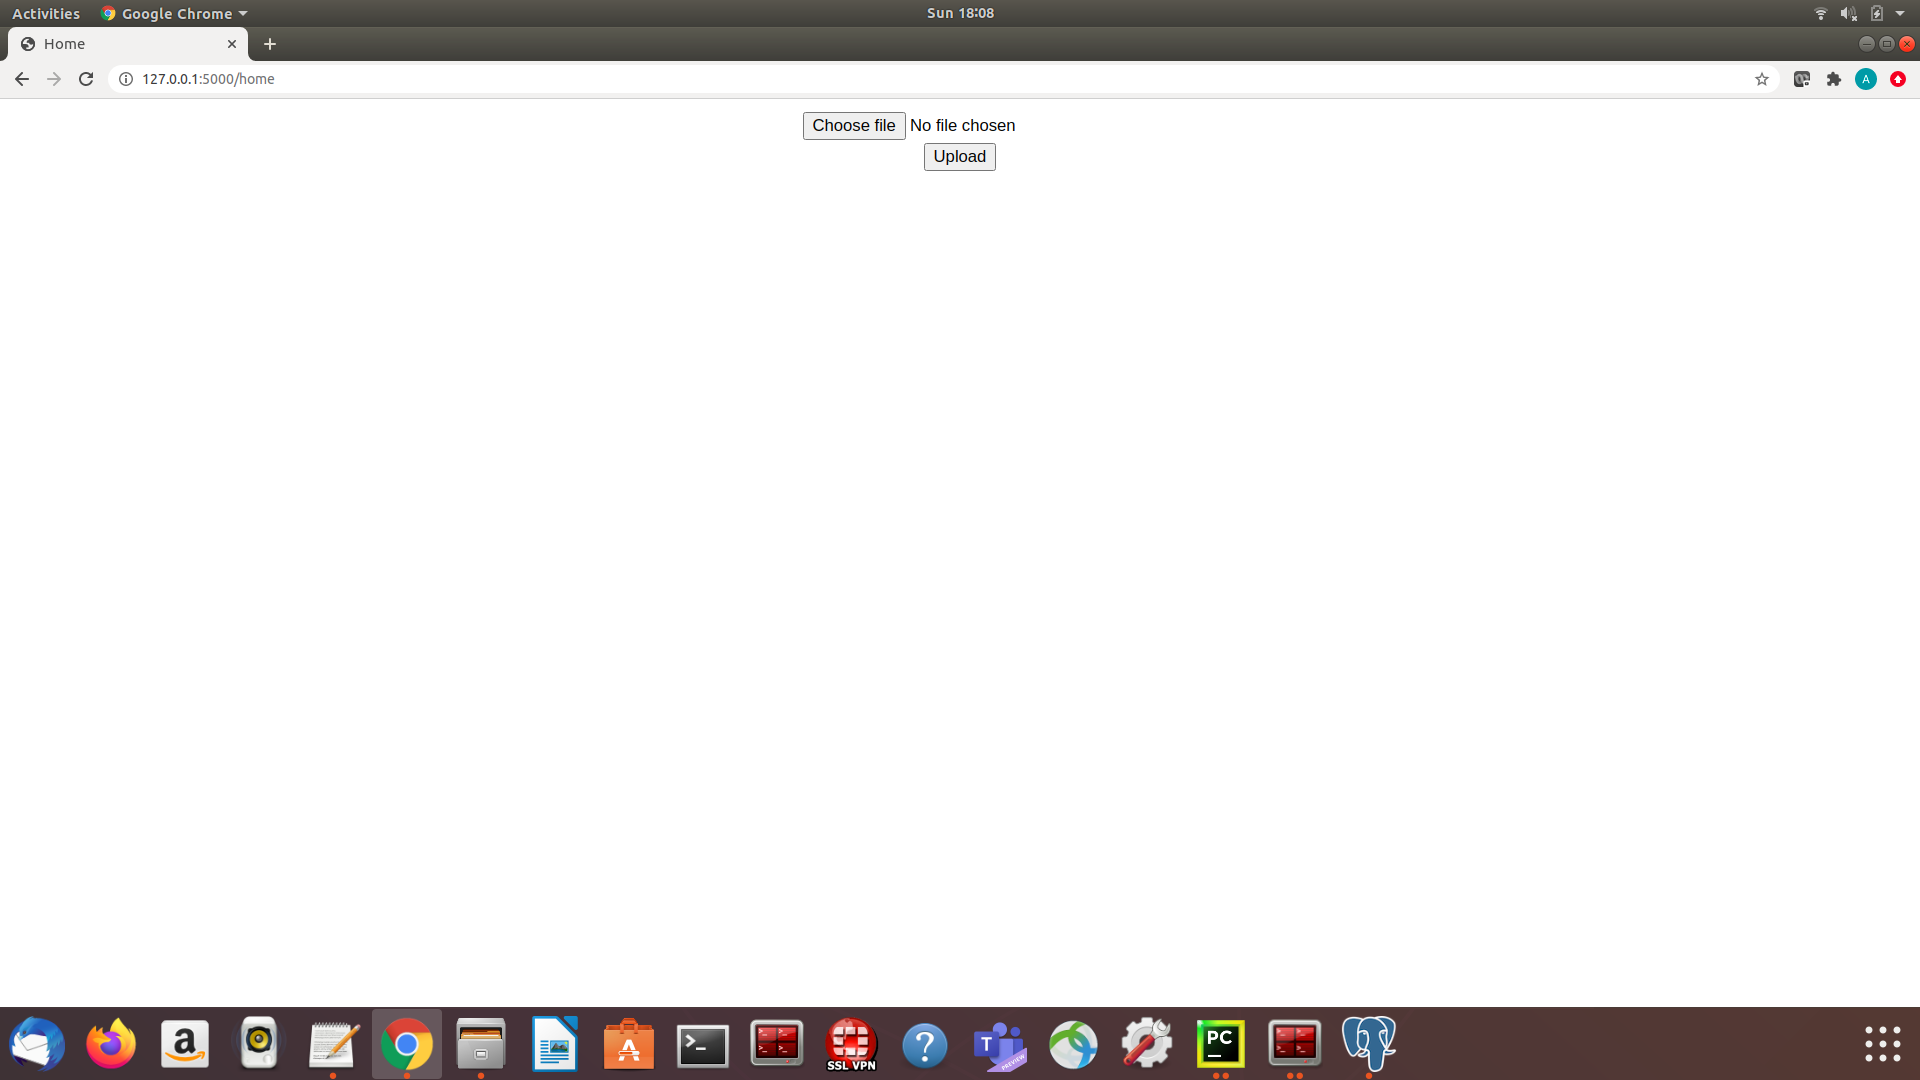 Activities Google Chrome Sun 18:08
Home
127.0.0.1:5000/home A
Choose file No file chosen
Upload
a >_ SSL VPN ? T PREVIEW PC